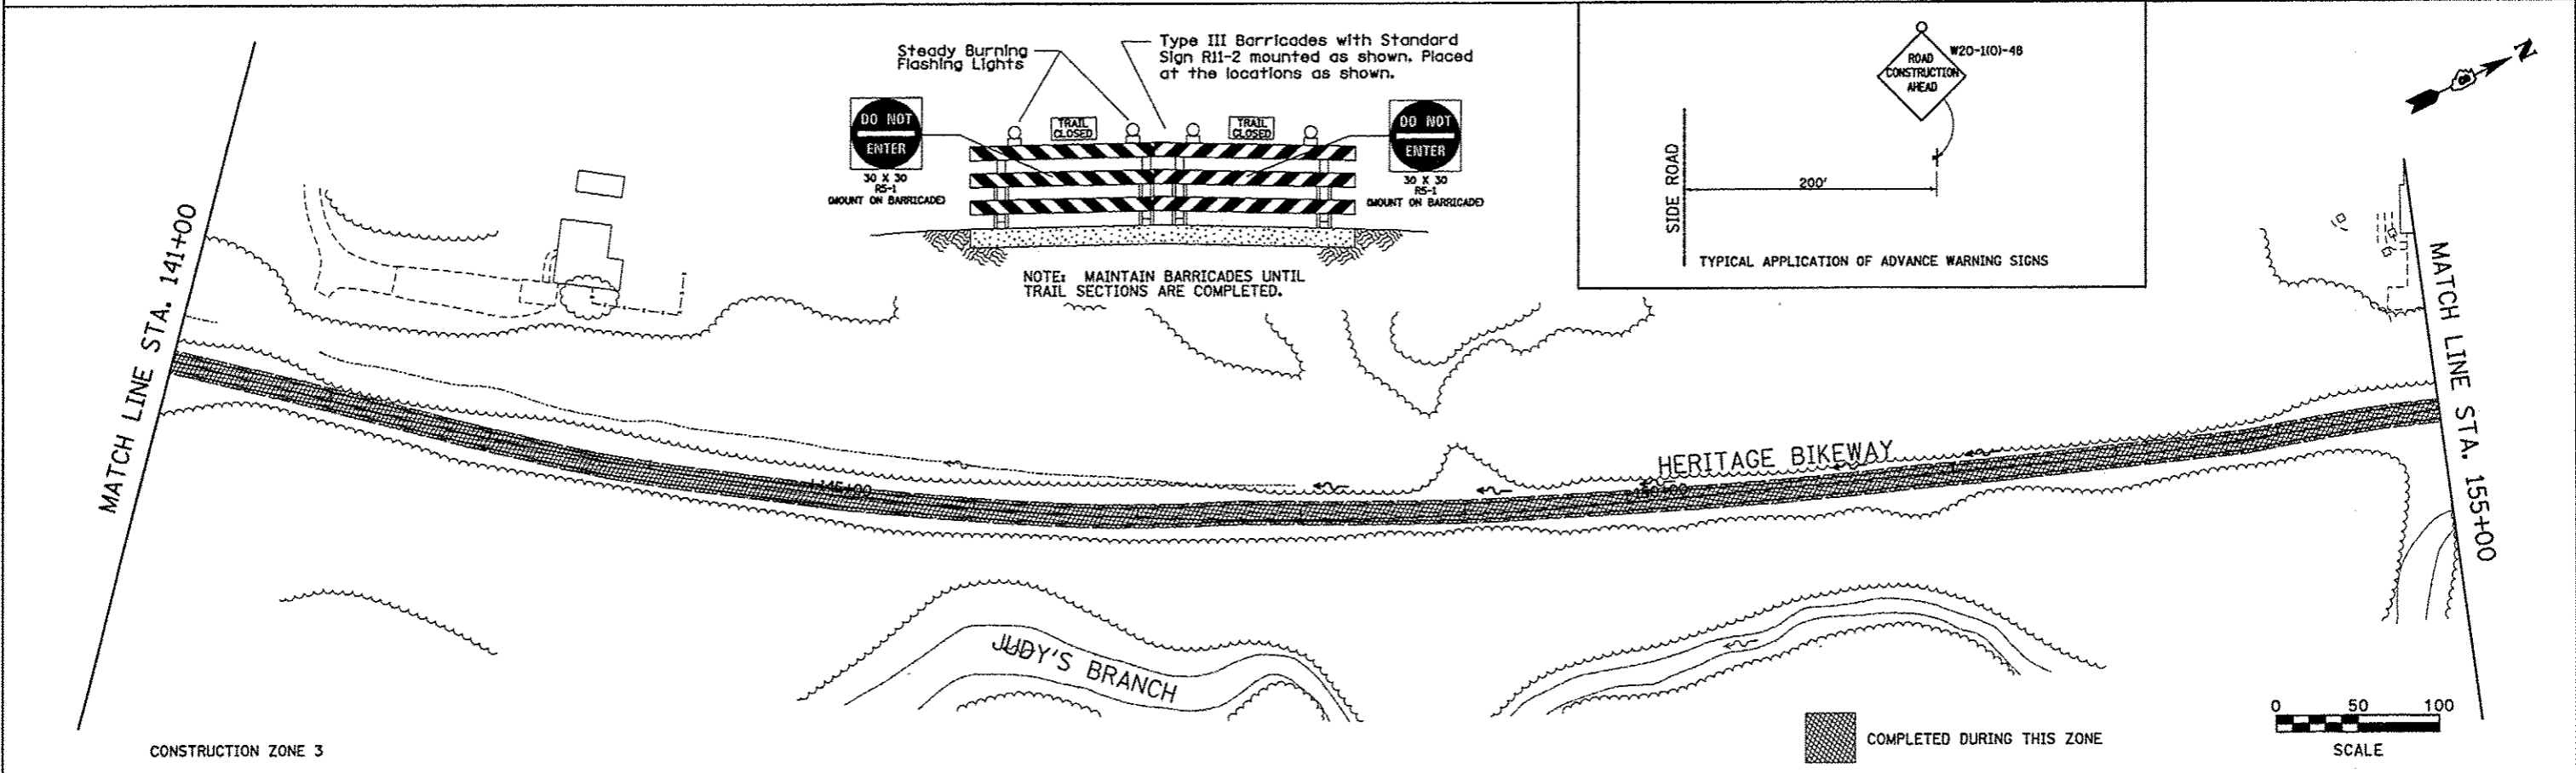 Steady Burning
Flashing Lights
Type III Barricades with Standard
Sign R11-2 mounted as shown. Placed
at the locations as shown.
DO NOT
ENTER
30 X 30
R5-1
(MOUNT ON BARRICADE)
TRAIL
CLOSED
TRAIL
CLOSED
DO NOT
ENTER
30 X 30
R5-1
(MOUNT ON BARRICADE)
NOTE: MAINTAIN BARRICADES UNTIL
TRAIL SECTIONS ARE COMPLETED.
ROAD
CONSTRUCTION
AHEAD
W20-1(O)-48
SIDE ROAD
200'
TYPICAL APPLICATION OF ADVANCE WARNING SIGNS
N
MATCH LINE STA. 141+00
145+00
HERITAGE BIKEWAY
150+00
MATCH LINE STA. 155+00
JUDY'S BRANCH
CONSTRUCTION ZONE 3
COMPLETED DURING THIS ZONE
0 50 100
SCALE